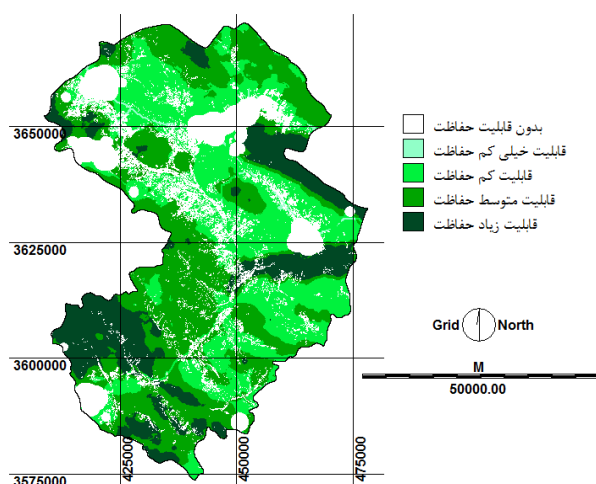 3650000
3625000
3600000
3575000
425000
450000
475000
بدون قابلیت حفاظت
قابلیت خیلی کم حفاظت
قابلیت کم حفاظت
قابلیت متوسط حفاظت
قابلیت زیاد حفاظت
Grid North
M
50000.00